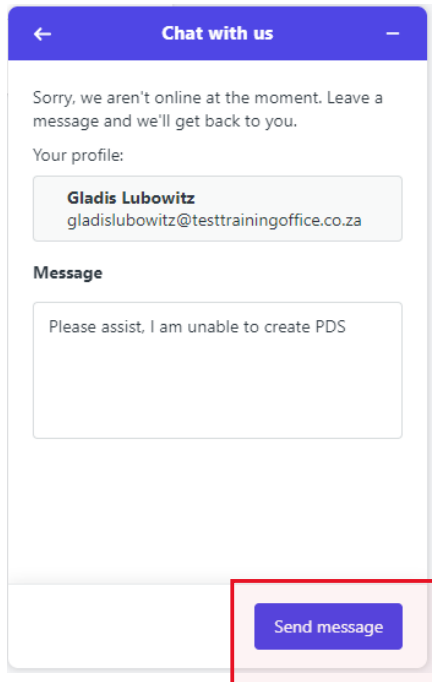 Chat with us
Sorry, we aren't online at the moment. Leave a
message and we'll get back to you.
Your profile:
Gladis Lubowitz
gladislubowitz@testtrainingoffice.co.za
Message
Please assist, I am unable to create PDS
Send message